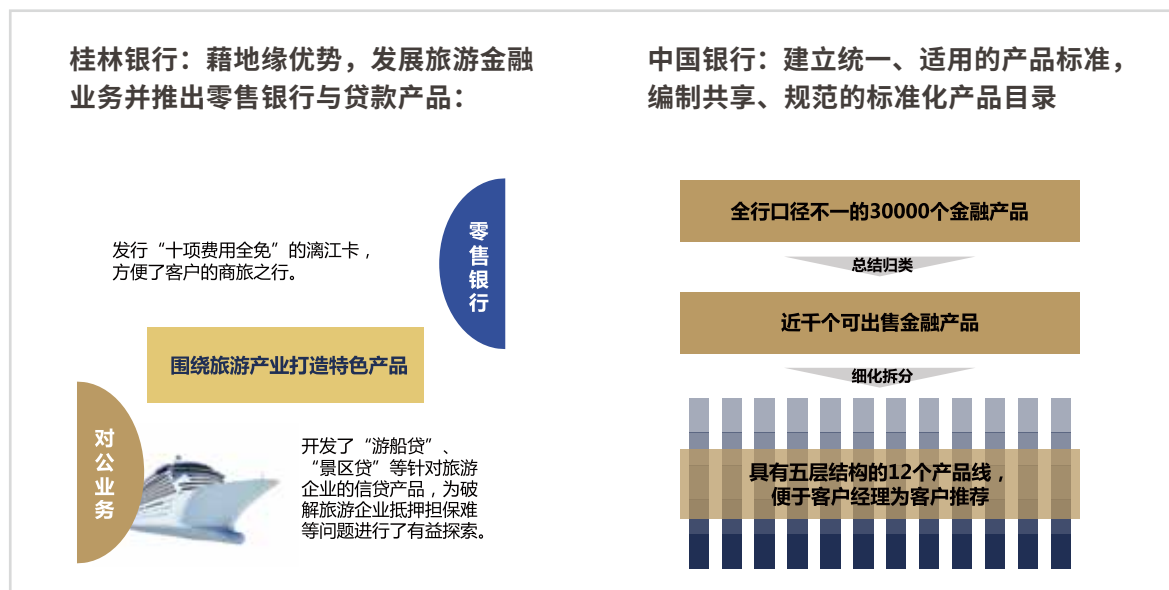 桂林银行：藉地缘优势，发展旅游金融
业务并推出零售银行与贷款产品：
发行“十项费用全免”的漓江卡，
方便了客户的商旅之行。
零售银行
围绕旅游产业打造特色产品
对公业务
开发了“游船贷”、
“景区贷”等针对旅游
企业的信贷产品，为破
解旅游企业抵押担保难
等问题进行了有益探索。
中国银行：建立统一、适用的产品标准，
编制共享、规范的标准化产品目录
全行口径不一的30000个金融产品
总结归类
近千个可出售金融产品
细化拆分
具有五层结构的12个产品线，
便于客户经理为客户推荐